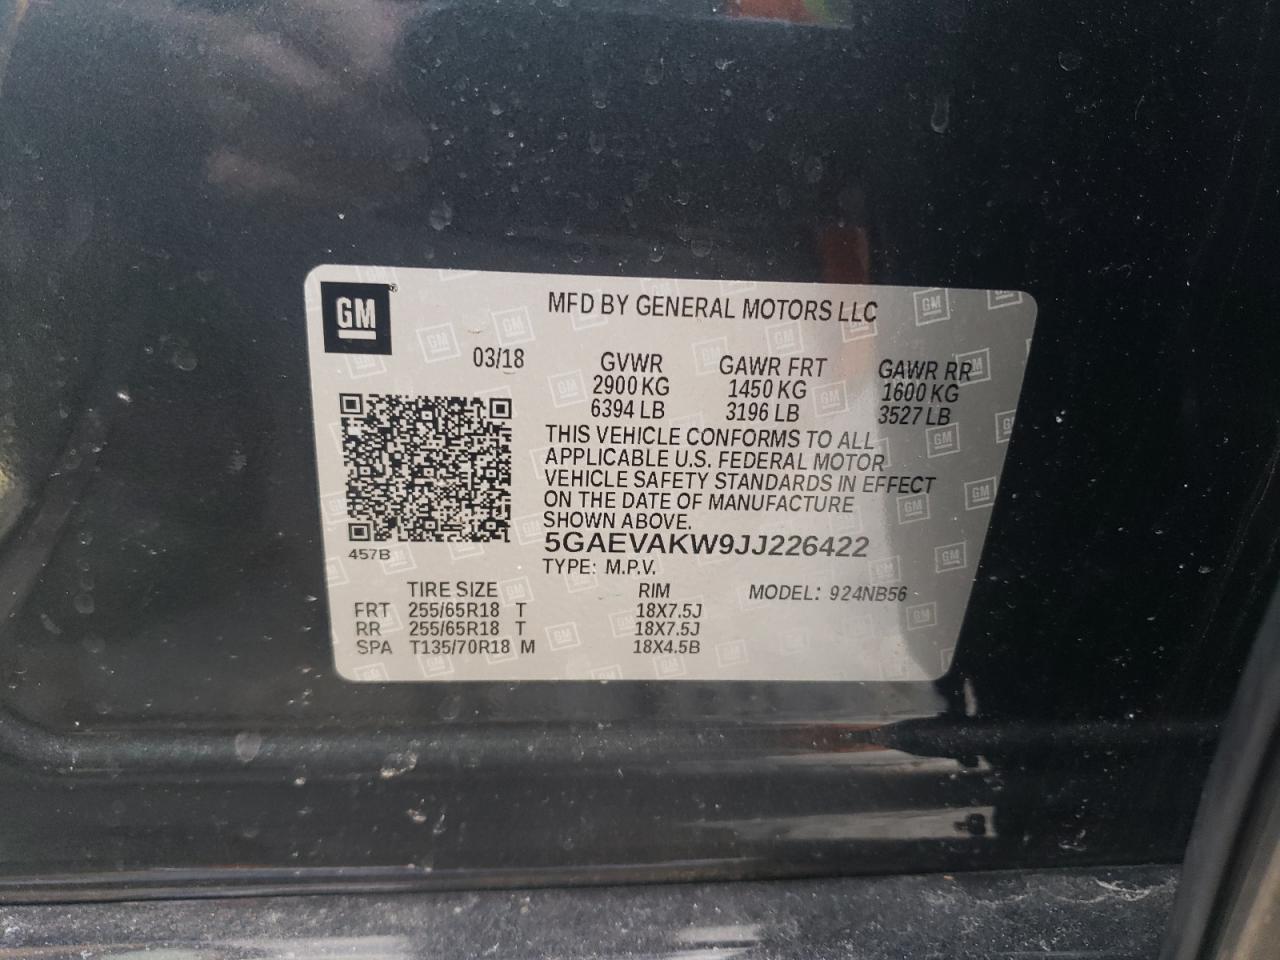 GM
MFD BY GENERAL MOTORS LLC
03/18
GVWR GAWR FRT GAWR RR
2900 KG 1450 KG 1600 KG
6394 LB 3196 LB 3527 LB
THIS VEHICLE CONFORMS TO ALL
APPLICABLE U.S. FEDERAL MOTOR
VEHICLE SAFETY STANDARDS IN EFFECT
ON THE DATE OF MANUFACTURE
SHOWN ABOVE.
5GAEVAKW9JJ226422
457B
TYPE: M.P.V.
TIRE SIZE RIM MODEL: 924NB56
FRT 255/65R18 T 18X7.5J
RR 255/65R18 T 18X7.5J
SPA T135/70R18 M 18X4.5B